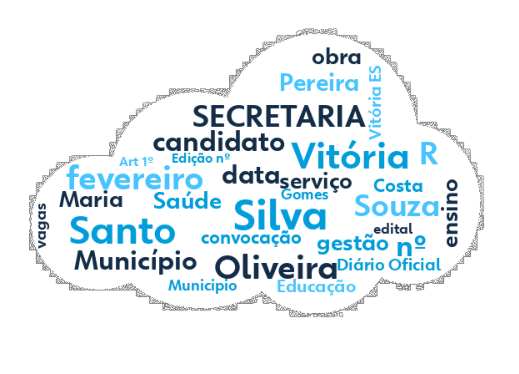 obra
Pereira
Vitória ES
SECRETARIA
candidato
Vitória
R
Art 1º
Edição nº
fevereiro
data
serviço
Costa
Maria
Saúde
Gomes
Souza
ensino
vagas
Santo
Silva
convocação
edital
gestão
nº
Município
Oliveira
Diário Oficial
Municipio
Educação